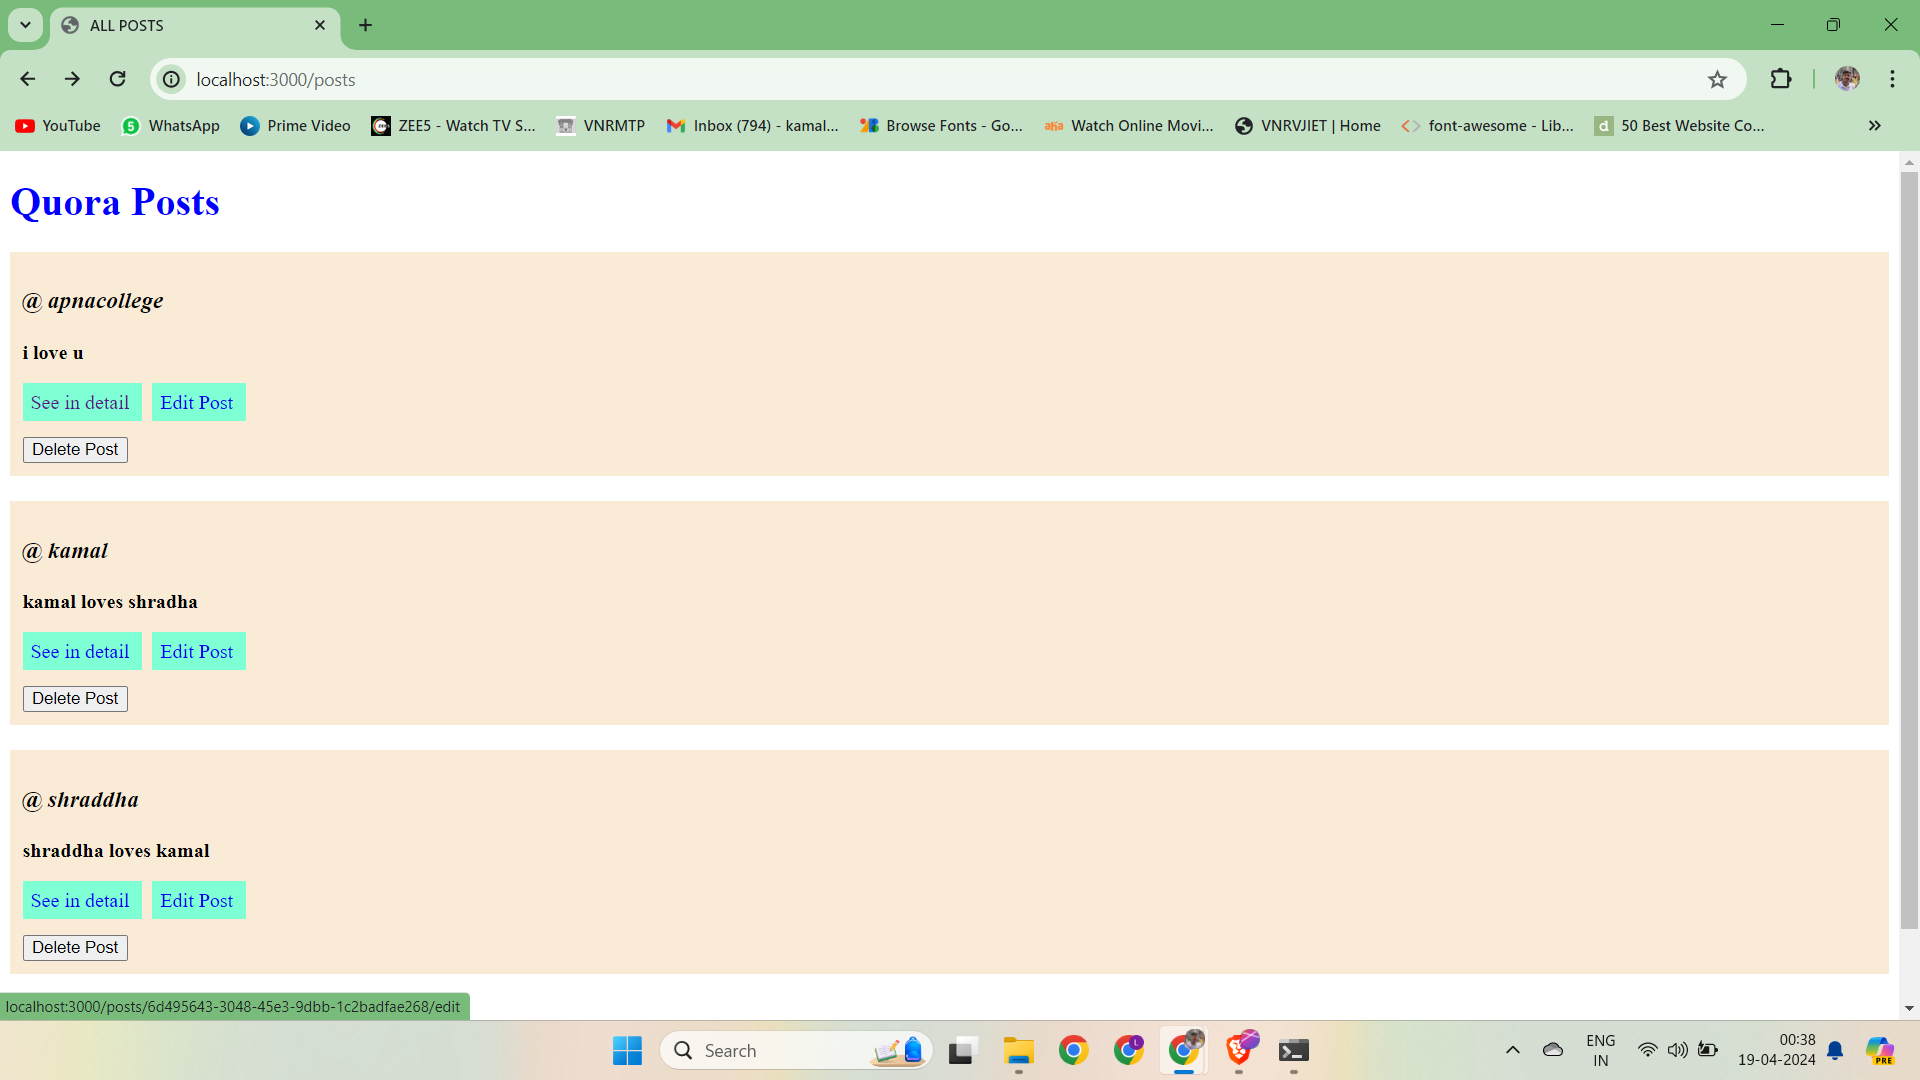 ALL POSTS
localhost:3000/posts
YouTube
5 WhatsApp
Prime Video
ZEE5 - Watch TV S...
VNRMTP
Inbox (794) - kamal...
Browse Fonts - Go...
aha Watch Online Movi...
VNRVJIET | Home
<> font-awesome - Lib...
d 50 Best Website Co...
»
Quora Posts
@ apnacollege
i love u
See in detail Edit Post
Delete Post
@ kamal
kamal loves shradha
See in detail Edit Post
Delete Post
@ shraddha
shraddha loves kamal
See in detail Edit Post
Delete Post
localhost:3000/posts/6d495643-3048-45e3-9dbb-1c2badfae268/edit
Search
L
ENG
IN
00:38
19-04-2024
PRE